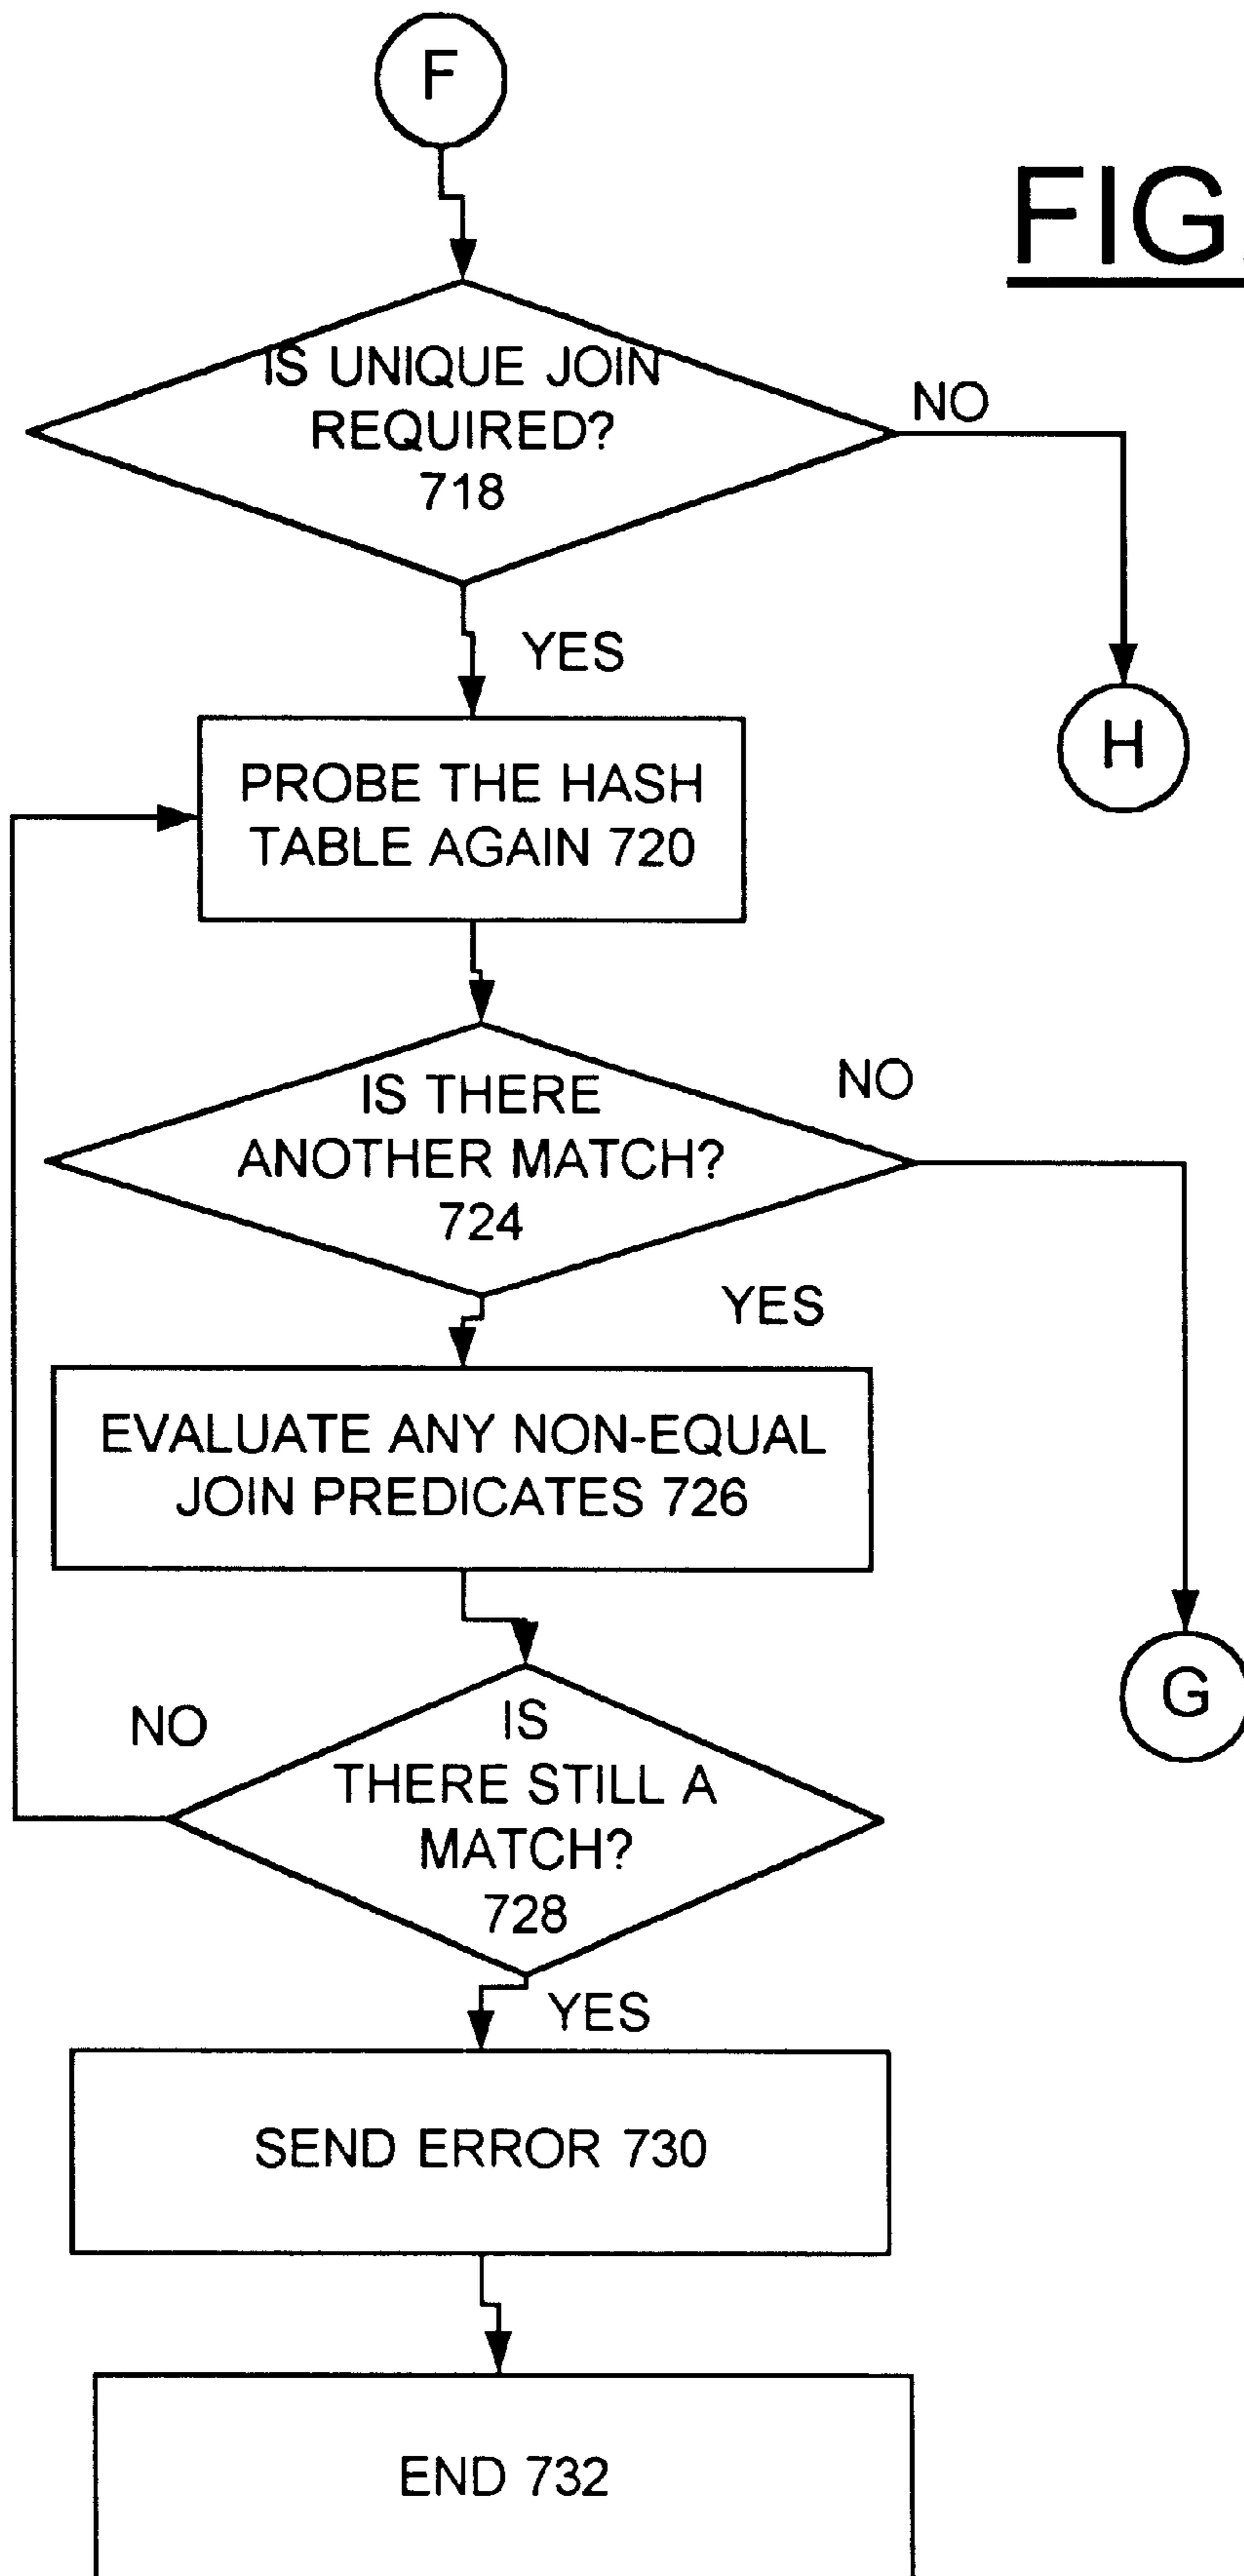 F
FIG.
IS UNIQUE JOIN
REQUIRED?
718
NO
YES
H
PROBE THE HASH
TABLE AGAIN 720
IS THERE
ANOTHER MATCH?
724
NO
YES
EVALUATE ANY NON-EQUAL
JOIN PREDICATES 726
G
IS
THERE STILL A
MATCH?
728
NO
YES
SEND ERROR 730
END 732